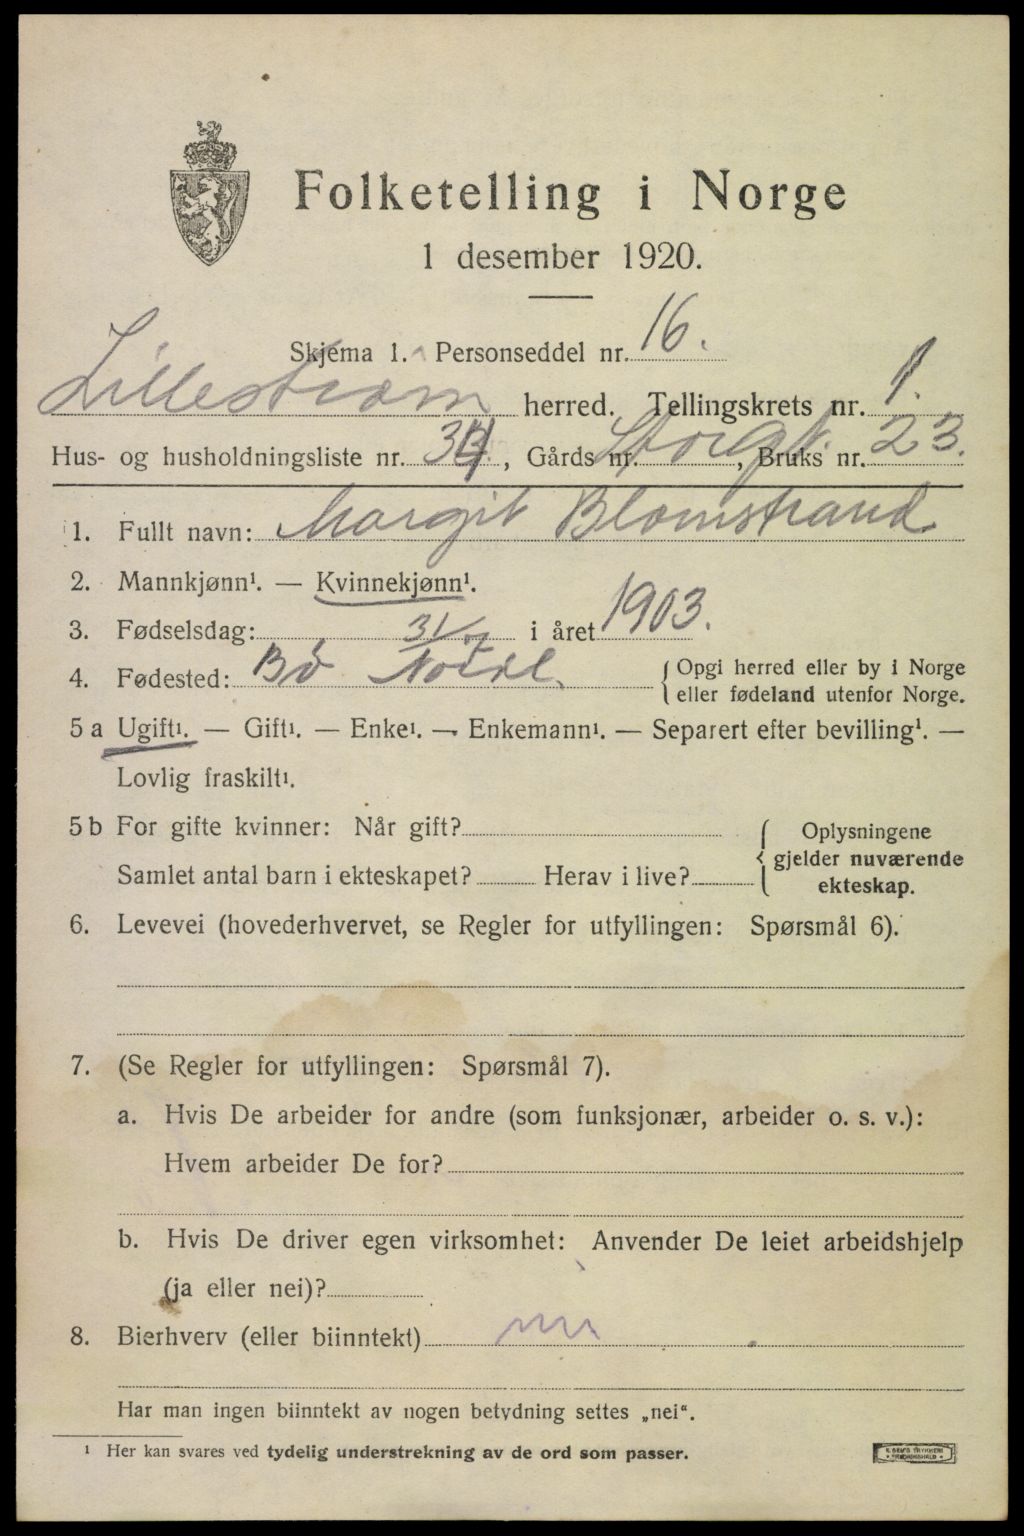 Folketelling i Norge
1 desember 1920.
Skjema 1. Personseddel nr. 16.
Lillestrøm herred. Tellingskrets nr. 1.
Hus- og husholdningsliste nr. 34, Gårds nr. Storgt., Bruks nr. 23.
1. Fullt navn: Margit Blomstrand
2. Mannkjønn¹. — Kvinnekjønn¹.
3. Fødselsdag: 31/7 i året 1903.
4. Fødested: Bø Nordl. { Opgi herred eller by i Norge
eller fødeland utenfor Norge.
5 a Ugift¹. — Gift¹. — Enke¹. — Enkemann¹. — Separert efter bevilling¹. —
Lovlig fraskilt¹.
5 b For gifte kvinner: Når gift? { Oplysningene
gjelder nuværende
Samlet antal barn i ekteskapet? Herav i live? ekteskap.
6. Levevei (hovederhvervet, se Regler for utfyllingen: Spørsmål 6).
7. (Se Regler for utfyllingen: Spørsmål 7).
a. Hvis De arbeider for andre (som funksjonær, arbeider o. s. v.):
Hvem arbeider De for?
b. Hvis De driver egen virksomhet: Anvender De leiet arbeidshjelp
(ja eller nei)?
8. Bierhverv (eller biinntekt)
Har man ingen biinntekt av nogen betydning settes „nei“.
¹ Her kan svares ved tydelig understrekning av de ord som passer.